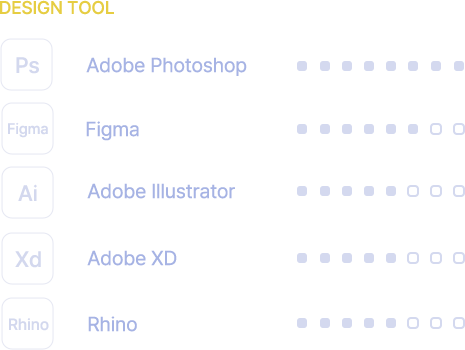 DESIGN TOOL
Ps Adobe Photoshop
Figma Figma
Ai Adobe Illustrator
Xd Adobe XD
Rhino Rhino